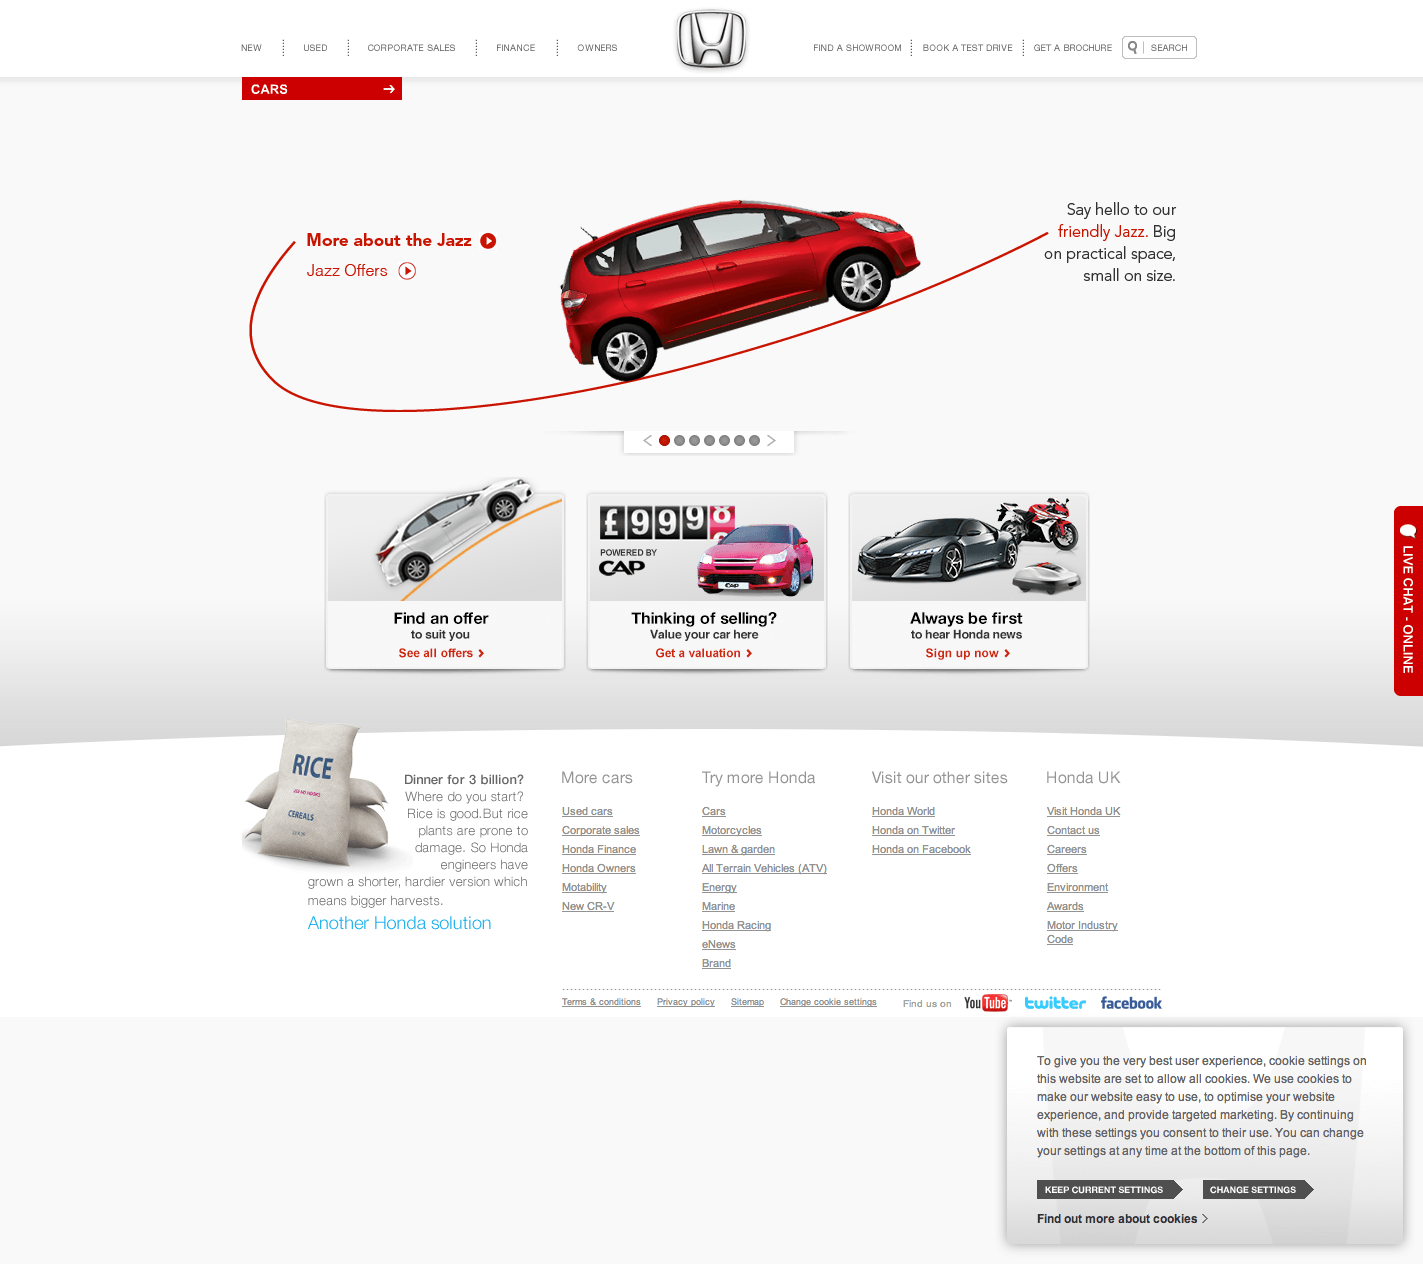 NEW
USED
CORPORATE SALES
FINANCE
OWNERS
FIND A SHOWROOM
BOOK A TEST DRIVE
GET A BROCHURE
SEARCH
CARS
More about the Jazz
Jazz Offers
Say hello to our
friendly Jazz. Big
on practical space,
small on size.
LIVE CHAT - ONLINE
Find an offer
to suit you
See all offers
£9998
POWERED BY
CAP
CAP
Thinking of selling?
Value your car here
Get a valuation
Always be first
to hear Honda news
Sign up now
RICE
CEREALS
Dinner for 3 billion?
Where do you start?
Rice is good.But rice
plants are prone to
damage. So Honda
engineers have
grown a shorter, hardier version which
means bigger harvests.
Another Honda solution
More cars
Used cars
Corporate sales
Honda Finance
Honda Owners
Motability
New CR-V
Try more Honda
Cars
Motorcycles
Lawn & garden
All Terrain Vehicles (ATV)
Energy
Marine
Honda Racing
eNews
Brand
Visit our other sites
Honda World
Honda on Twitter
Honda on Facebook
Honda UK
Visit Honda UK
Contact us
Careers
Offers
Environment
Awards
Motor Industry
Code
Terms & conditions
Privacy policy
Sitemap
Change cookie settings
Find us on
YouTube
twitter
facebook
To give you the very best user experience, cookie settings on
this website are set to allow all cookies. We use cookies to
make our website easy to use, to optimise your website
experience, and provide targeted marketing. By continuing
with these settings you consent to their use. You can change
your settings at any time at the bottom of this page.
KEEP CURRENT SETTINGS
CHANGE SETTINGS
Find out more about cookies